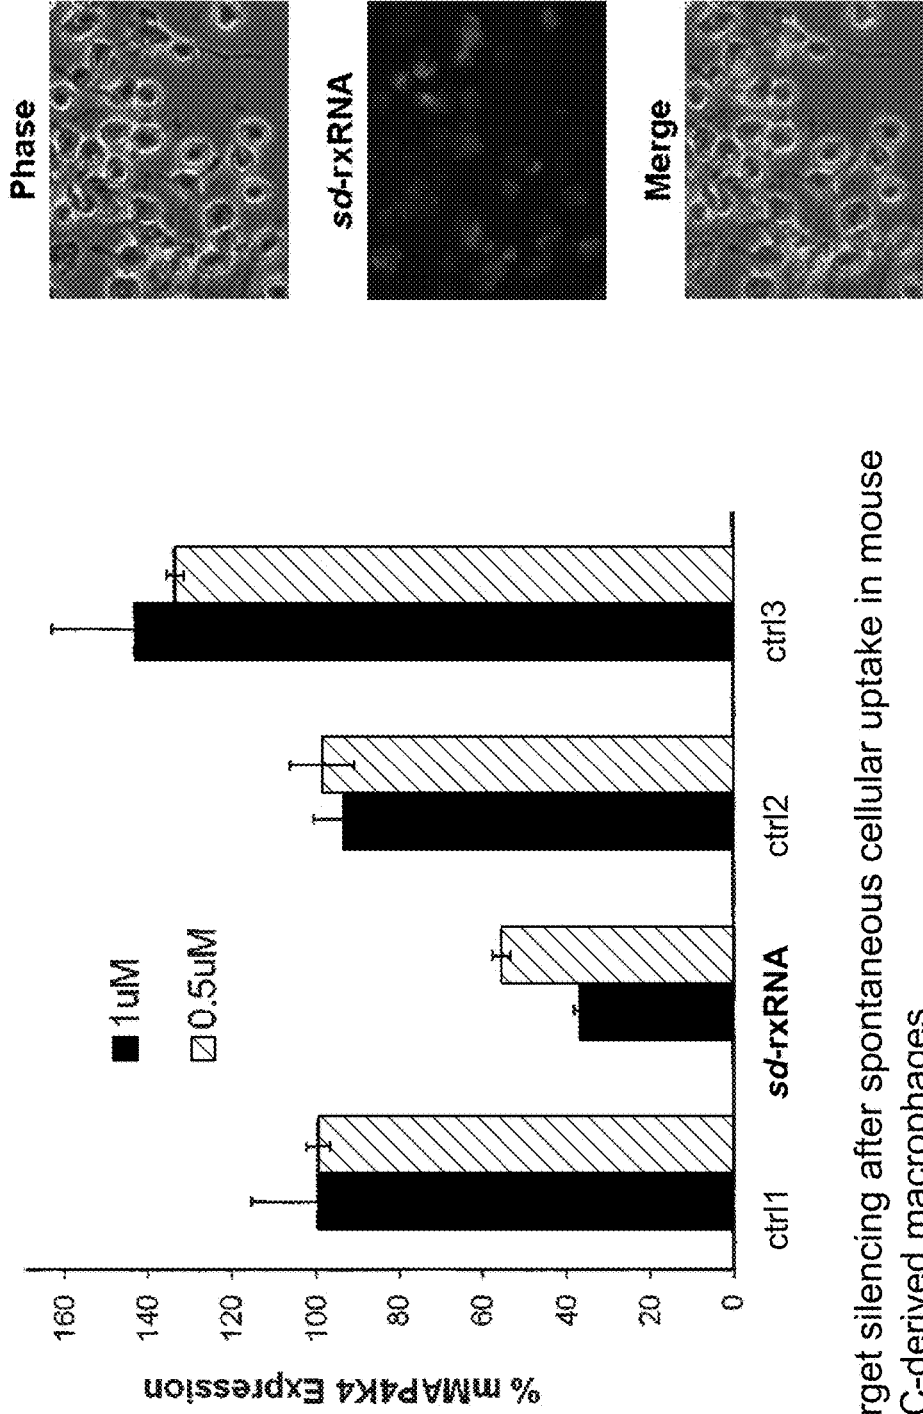 Phase
sd-rxRNA
Merge
% mMAP4K4 Expression
160
140
120
100
80
60
40
20
0
1uM
0.5uM
ctrl1
sd-rxRNA
ctrl2
ctrl3
rget silencing after spontaneous cellular uptake in mouse
C-derived macrophages